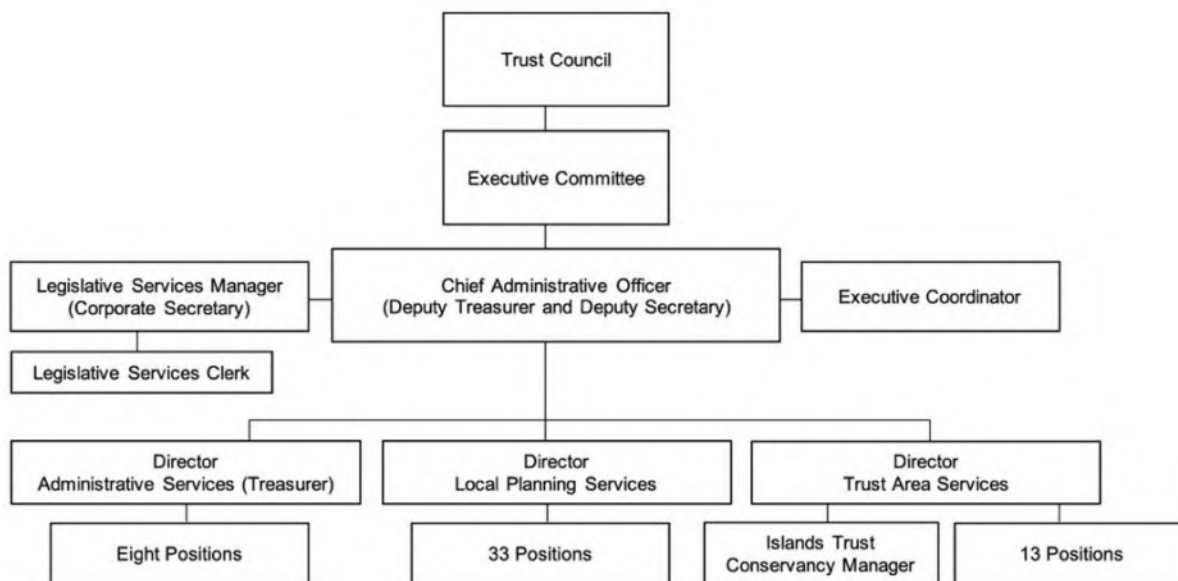 Trust Council
Executive Committee
Legislative Services Manager
(Corporate Secretary)
Chief Administrative Officer
(Deputy Treasurer and Deputy Secretary)
Executive Coordinator
Legislative Services Clerk
Director
Administrative Services (Treasurer)
Director
Local Planning Services
Director
Trust Area Services
Eight Positions
33 Positions
Islands Trust
Conservancy Manager
13 Positions